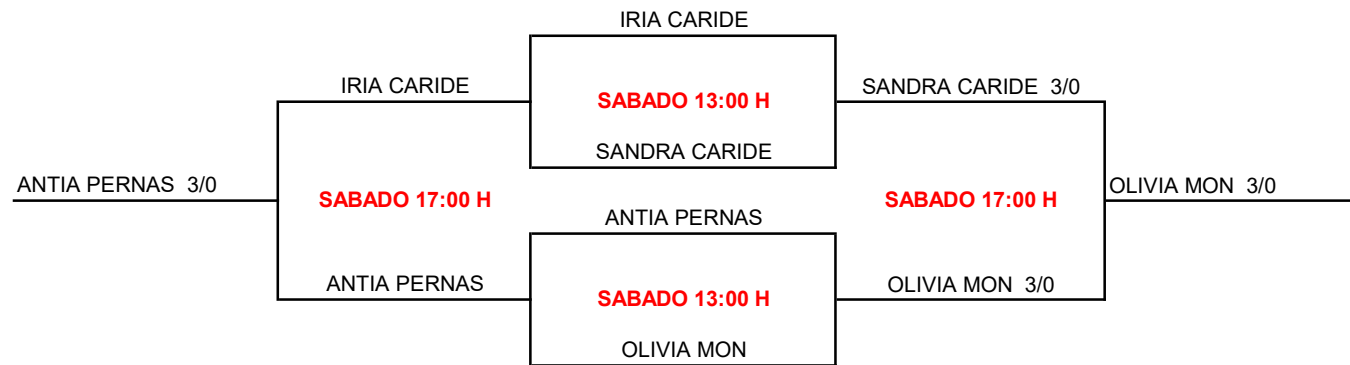 IRIA CARIDE
IRIA CARIDE
SABADO 13:00 H
SANDRA CARIDE 3/0
SANDRA CARIDE
ANTIA PERNAS 3/0
SABADO 17:00 H
SABADO 17:00 H
OLIVIA MON 3/0
ANTIA PERNAS
ANTIA PERNAS
SABADO 13:00 H
OLIVIA MON 3/0
OLIVIA MON